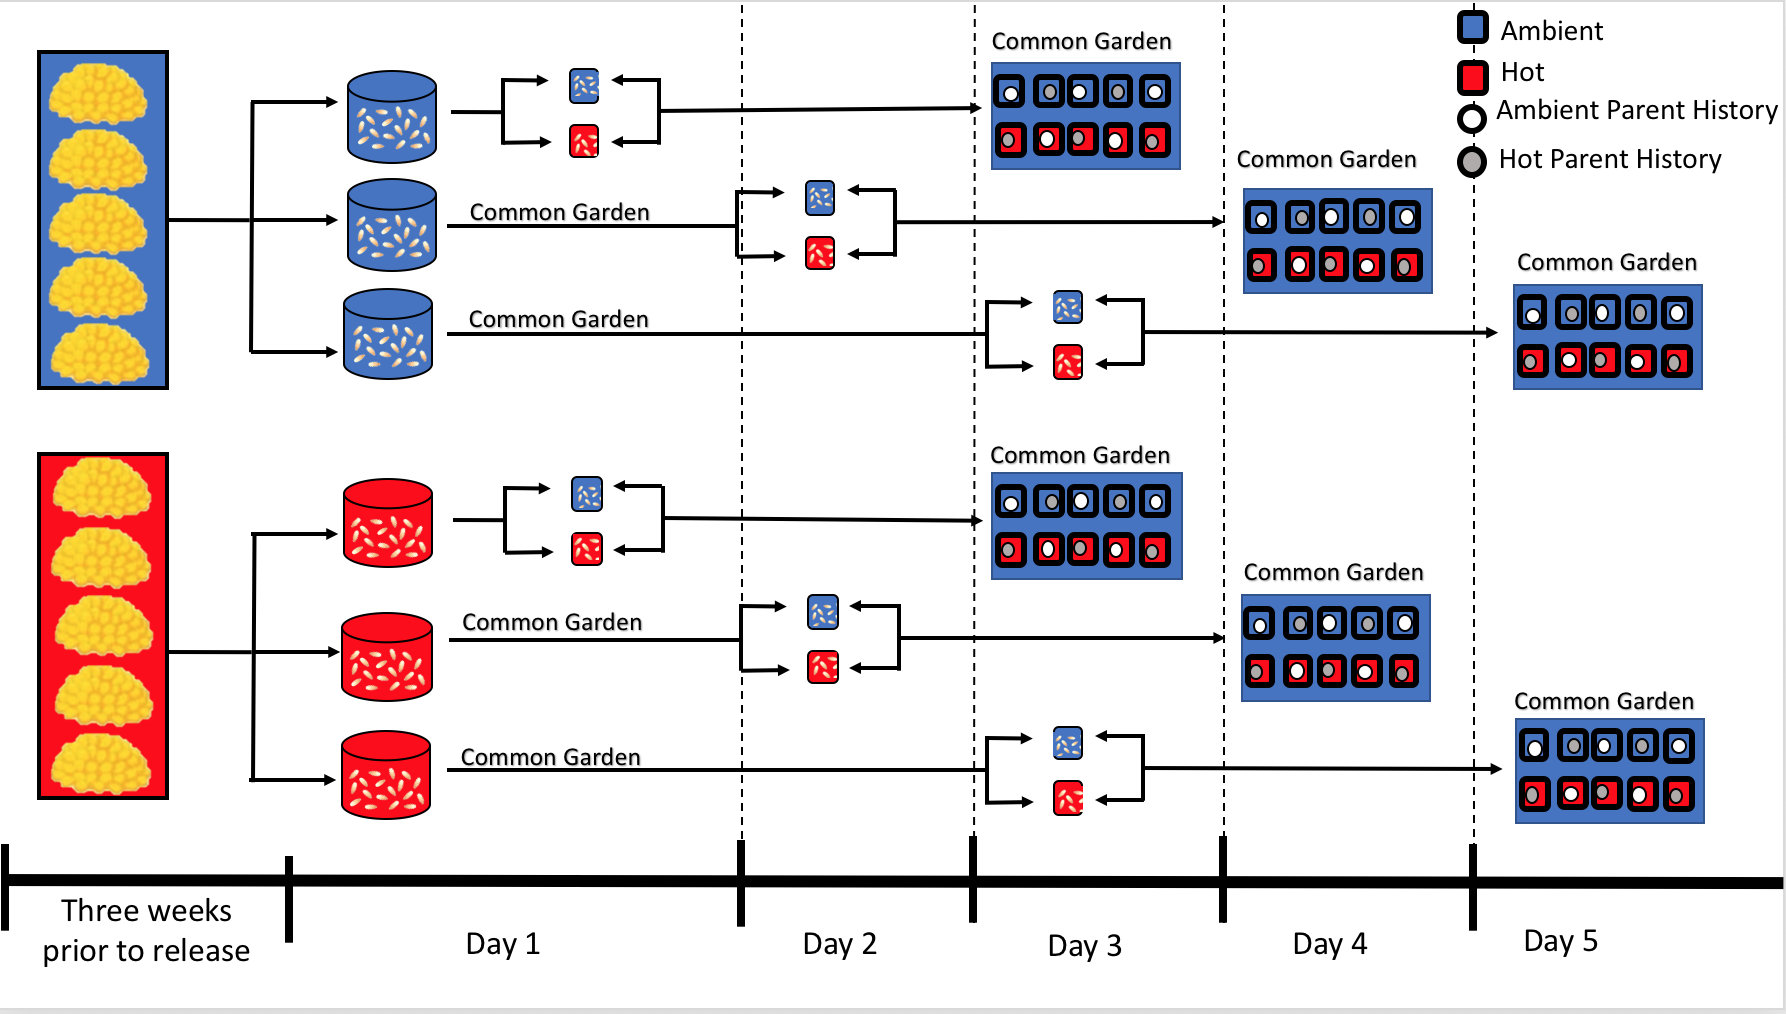 Common Garden
Ambient
Hot
Ambient Parent History
Hot Parent History
Common Garden
Common Garden
Common Garden
Common Garden
Common Garden
Common Garden
Common Garden
Common Garden
Common Garden
Common Garden
Three weeks
prior to release
Day 1
Day 2
Day 3
Day 4
Day 5